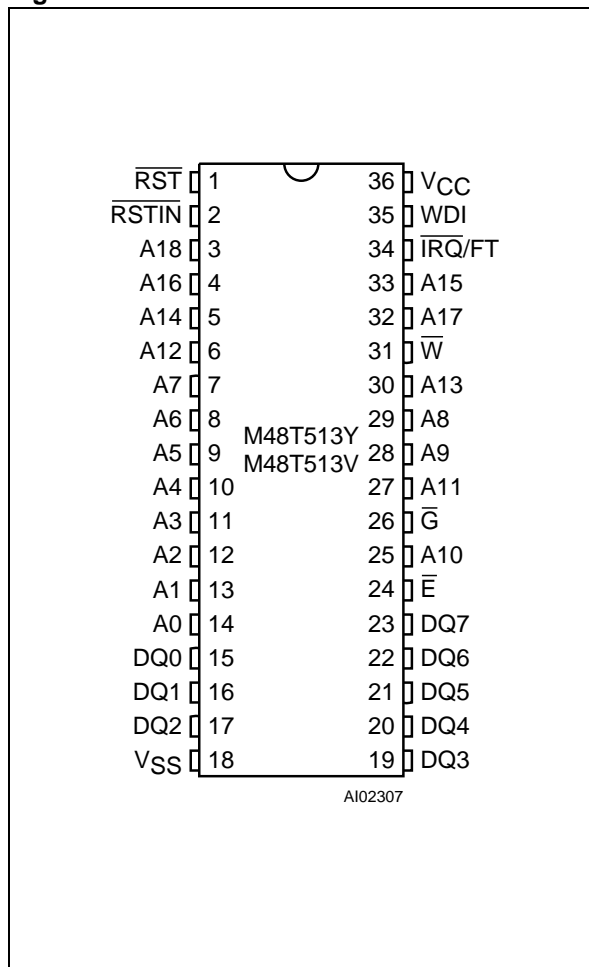 R̅S̅T̅ 1 36 VCC
R̅S̅T̅I̅N̅ 2 35 WDI
A18 3 34 I̅R̅Q̅/FT
A16 4 33 A15
A14 5 32 A17
A12 6 31 W̅
A7 7 30 A13
A6 8 29 A8
M48T513Y
A5 9 28 A9
M48T513V
A4 10 27 A11
A3 11 26 G̅
A2 12 25 A10
A1 13 24 E̅
A0 14 23 DQ7
DQ0 15 22 DQ6
DQ1 16 21 DQ5
DQ2 17 20 DQ4
VSS 18 19 DQ3
AI02307